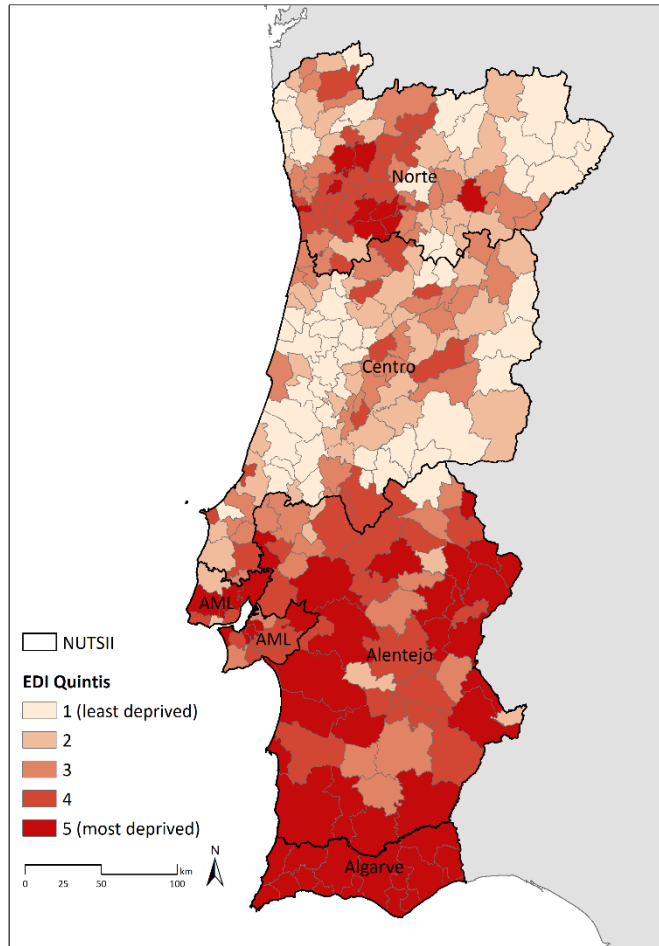 Norte
Centro
AML
AML
Alentejo
Algarve
NUTSII
EDI Quintis
1 (least deprived)
2
3
4
5 (most deprived)
N
km
0 25 50 100